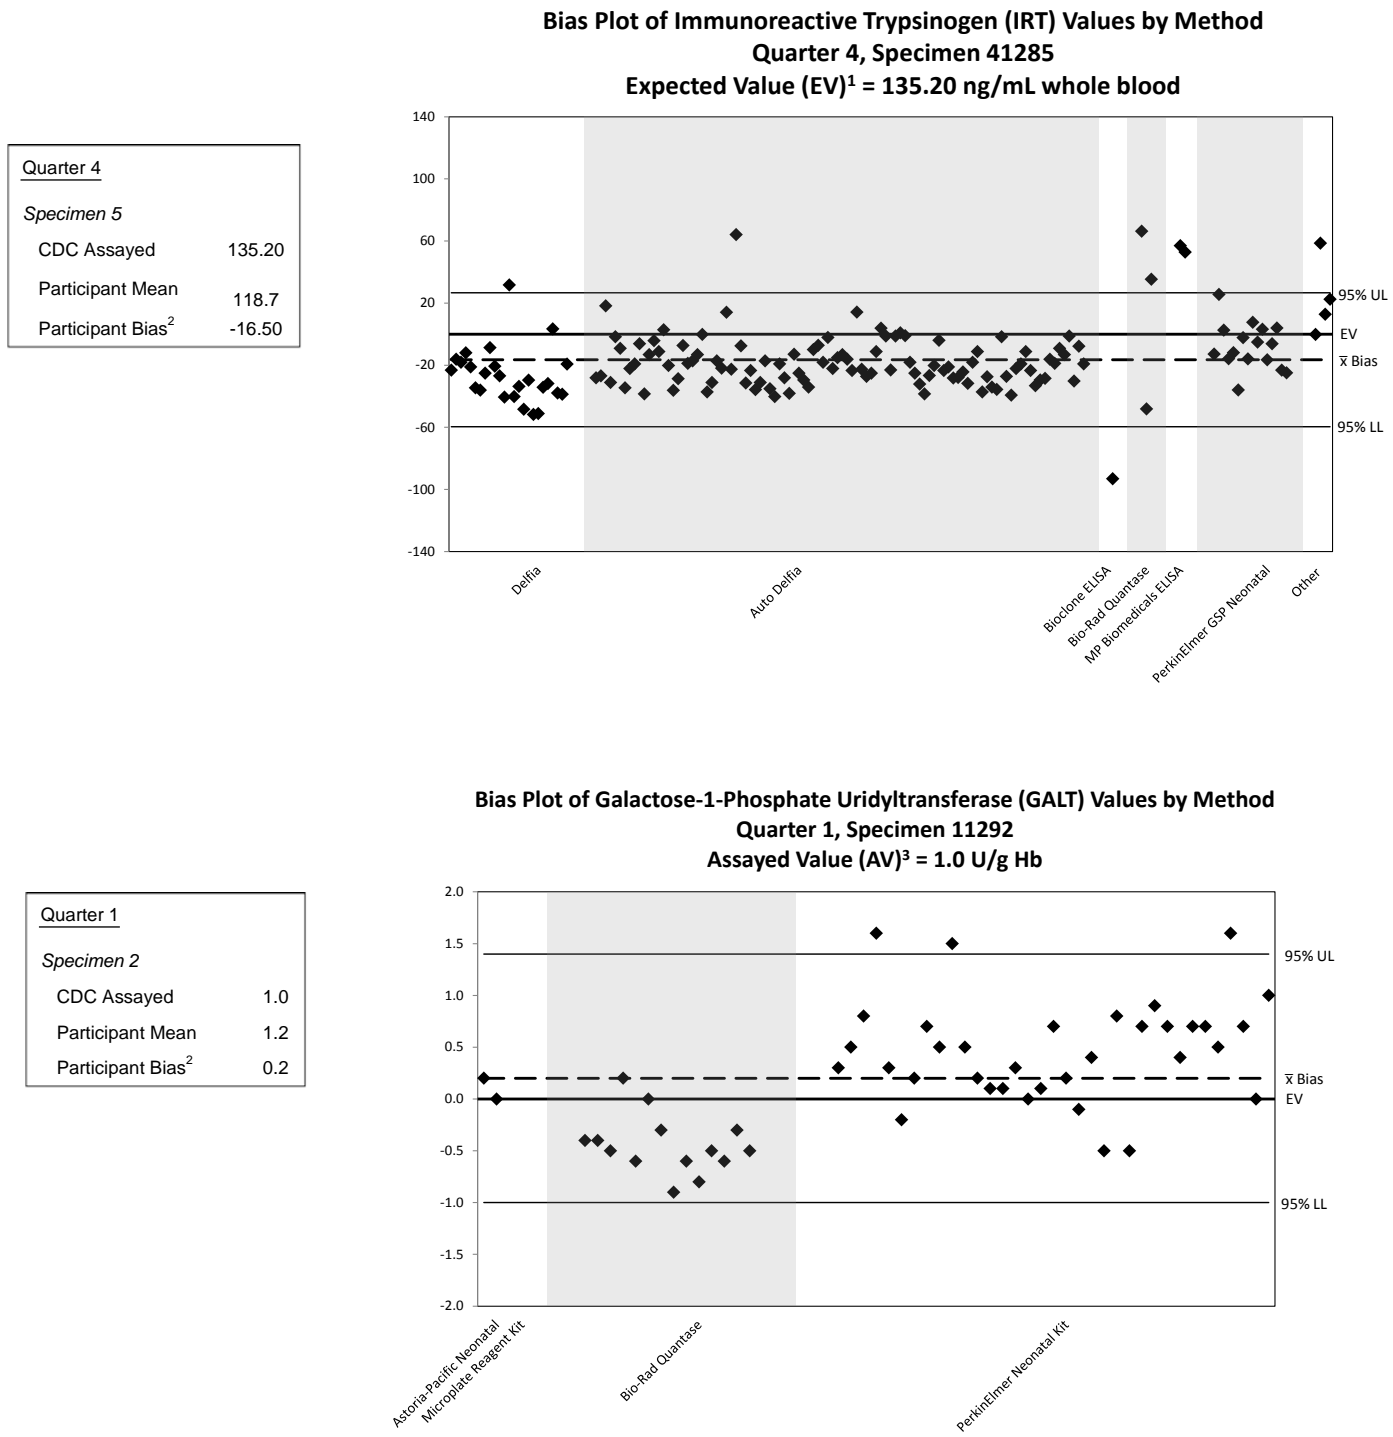 Bias Plot of Immunoreactive Trypsinogen (IRT) Values by Method
Quarter 4, Specimen 41285
Expected Value (EV)1 = 135.20 ng/mL whole blood
Quarter 4
Specimen 5
CDC Assayed 135.20
Participant Mean 118.7
Participant Bias2 -16.50
140
100
60
20
-20
-60
-100
-140
95% UL
EV
x̅ Bias
95% LL
Delfia
Auto Delfia
Bioclone ELISA
Bio-Rad Quantase
MP Biomedicals ELISA
PerkinElmer GSP Neonatal
Other
Bias Plot of Galactose-1-Phosphate Uridyltransferase (GALT) Values by Method
Quarter 1, Specimen 11292
Assayed Value (AV)3 = 1.0 U/g Hb
Quarter 1
Specimen 2
CDC Assayed 1.0
Participant Mean 1.2
Participant Bias2 0.2
2.0
1.5
1.0
0.5
0.0
-0.5
-1.0
-1.5
-2.0
95% UL
x̅ Bias
EV
95% LL
Astoria-Pacific Neonatal
Microplate Reagent Kit
Bio-Rad Quantase
PerkinElmer Neonatal Kit